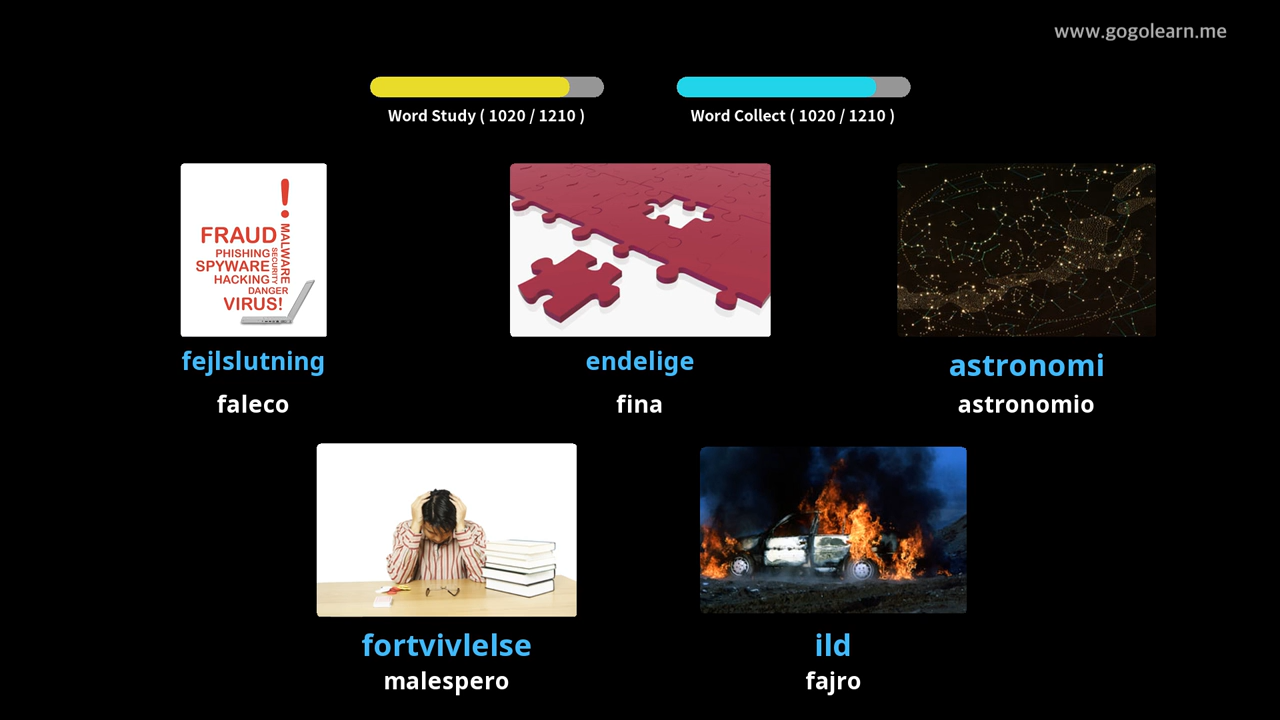 www.gogolearn.me
Word Study ( 1020 / 1210 )
Word Collect ( 1020 / 1210 )
!
FRAUD
MALWARE
PHISHING
SECURITY
SPYWARE
HACKING
DANGER
VIRUS!
fejlslutning
endelige
astronomi
faleco
fina
astronomio
fortvivlelse
ild
malespero
fajro